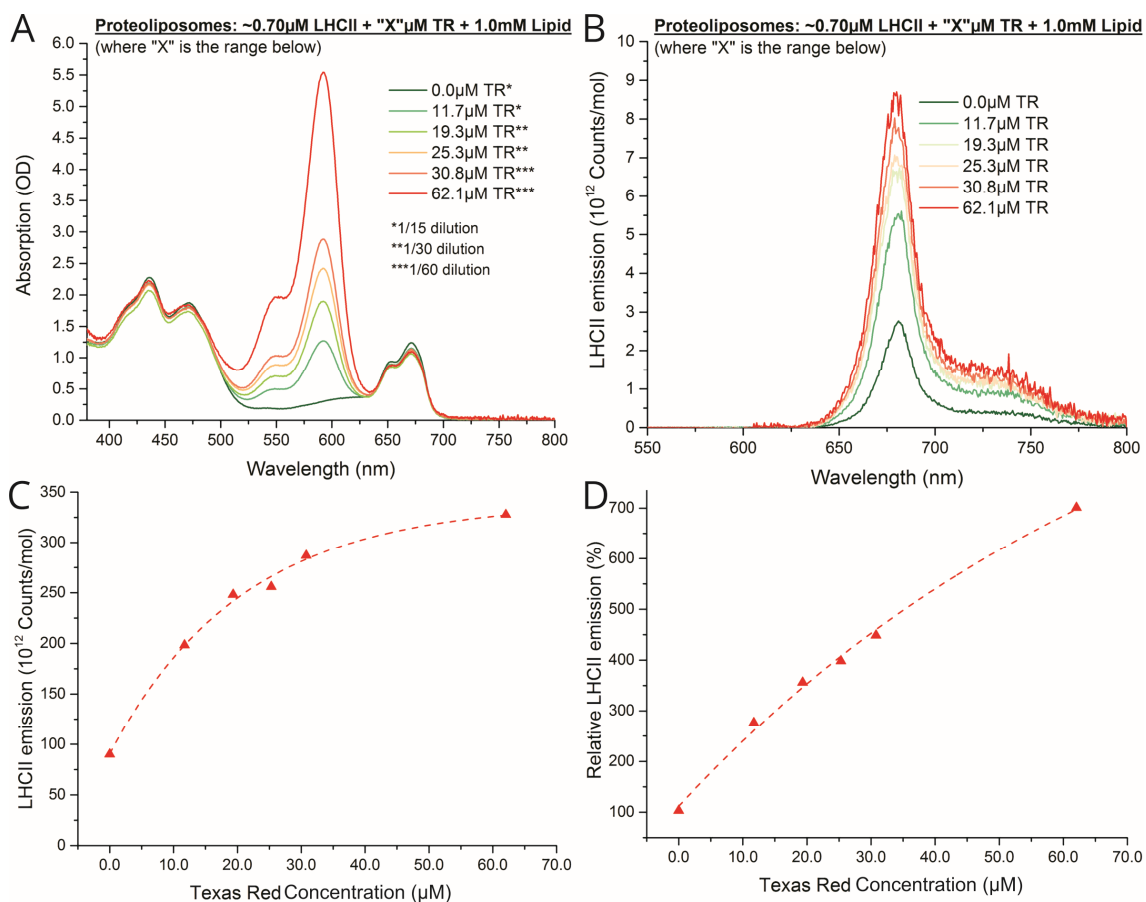 A
Proteoliposomes: ~0.70μM LHCII + "X"μM TR + 1.0mM Lipid
(where "X" is the range below)
6.0
5.5
5.0
4.5
4.0
3.5
3.0
2.5
2.0
1.5
1.0
0.5
0.0
Absorption (OD)
0.0μM TR*
11.7μM TR*
19.3μM TR**
25.3μM TR**
30.8μM TR***
62.1μM TR***
*1/15 dilution
**1/30 dilution
***1/60 dilution
400 450 500 550 600 650 700 750 800
Wavelength (nm)
B
Proteoliposomes: ~0.70μM LHCII + "X"μM TR + 1.0mM Lipid
(where "X" is the range below)
10
9
8
7
6
5
4
3
2
1
0
LHCII emission (10¹² Counts/mol)
0.0μM TR
11.7μM TR
19.3μM TR
25.3μM TR
30.8μM TR
62.1μM TR
550 600 650 700 750 800
Wavelength (nm)
C
350
300
250
200
150
100
50
0
LHCII emission (10¹² Counts/mol)
0.0 10.0 20.0 30.0 40.0 50.0 60.0 70.0
Texas Red Concentration (μM)
D
700
600
500
400
300
200
100
Relative LHCII emission (%)
0.0 10.0 20.0 30.0 40.0 50.0 60.0 70.0
Texas Red Concentration (μM)